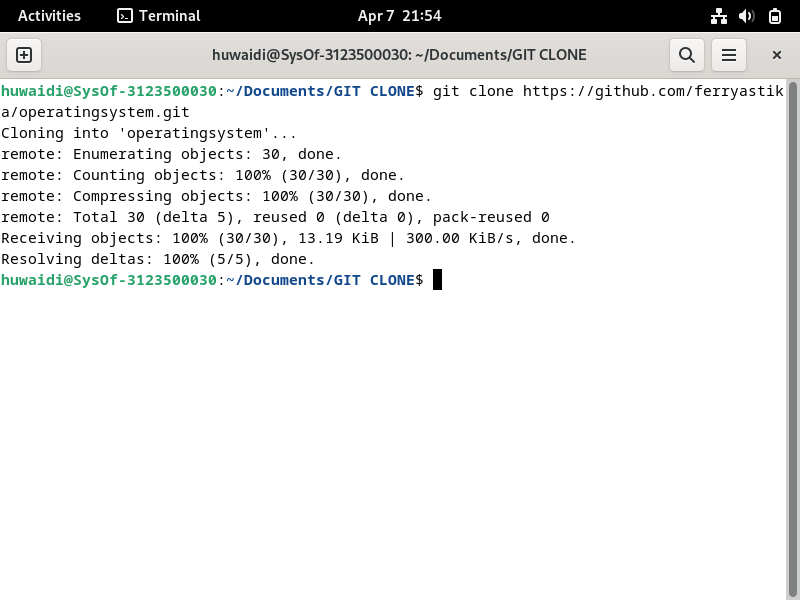 Activities Terminal Apr 7 21:54
huwaidi@SysOf-3123500030: ~/Documents/GIT CLONE
huwaidi@SysOf-3123500030:~/Documents/GIT CLONE$ git clone https://github.com/ferryastik
a/operatingsystem.git
Cloning into 'operatingsystem'...
remote: Enumerating objects: 30, done.
remote: Counting objects: 100% (30/30), done.
remote: Compressing objects: 100% (30/30), done.
remote: Total 30 (delta 5), reused 0 (delta 0), pack-reused 0
Receiving objects: 100% (30/30), 13.19 KiB | 300.00 KiB/s, done.
Resolving deltas: 100% (5/5), done.
huwaidi@SysOf-3123500030:~/Documents/GIT CLONE$